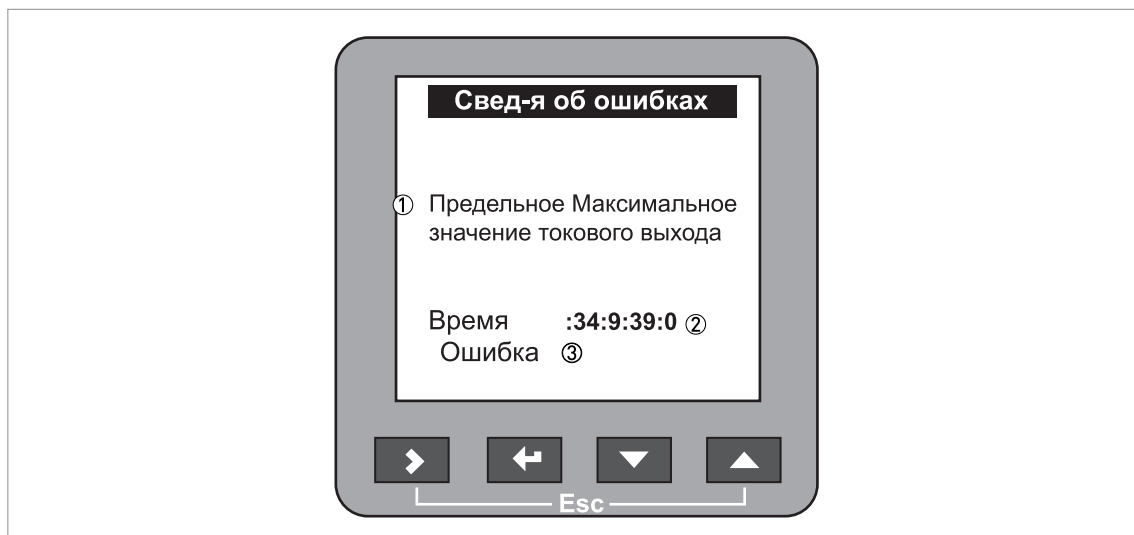 Свед-я об ошибках
① Предельное Максимальное
значение токового выхода
Время :34:9:39:0 ②
Ошибка ③
Esc